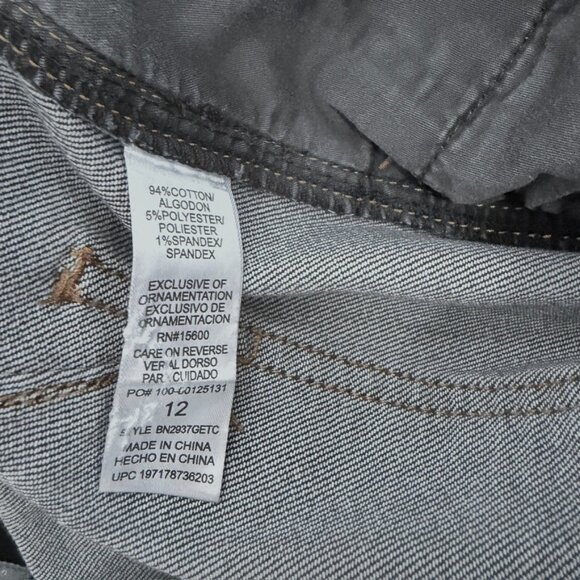 94%COTTON/
ALGODON
5%POLYESTER/
POLIESTER
1%SPANDEX/
SPANDEX
EXCLUSIVE OF
ORNAMENTATION
EXCLUSIVO DE
ORNAMENTACION
RN#15600
CARE ON REVERSE
VER AL DORSO
PARA CUIDADO
PO# 100-00125131
12
STYLE BN2937GETC
MADE IN CHINA
HECHO EN CHINA
UPC 197178736203